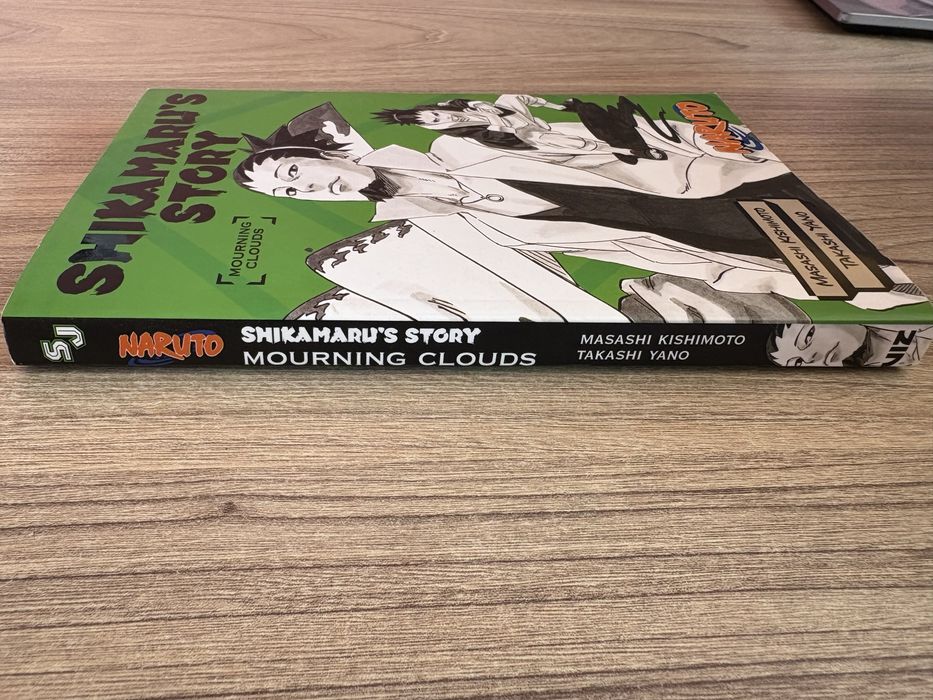 SHIKAMARU'S
STORY
MOURNING
CLOUDS
NARUTO
MASASHI KISHIMOTO
TAKASHI YANO
SJ
NARUTO
SHIKAMARU'S STORY
MOURNING CLOUDS
MASASHI KISHIMOTO
TAKASHI YANO